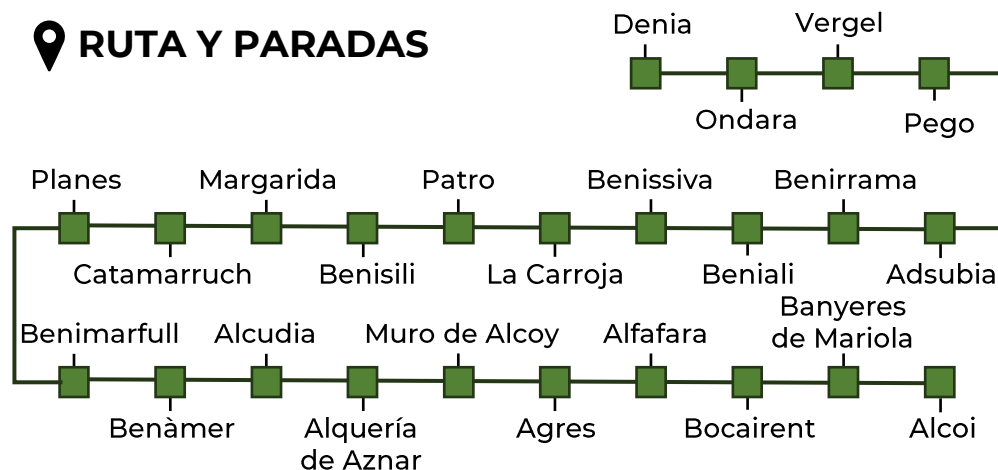 RUTA Y PARADAS
Denia
Vergel
Ondara
Pego
Planes
Margarida
Patro
Benissiva
Benirrama
Catamarruch
Benisili
La Carroja
Beniali
Adsubia
Benimarfull
Alcudia
Muro de Alcoy
Alfafara
Banyeres
de Mariola
Benàmer
Alquería
de Aznar
Agres
Bocairent
Alcoi